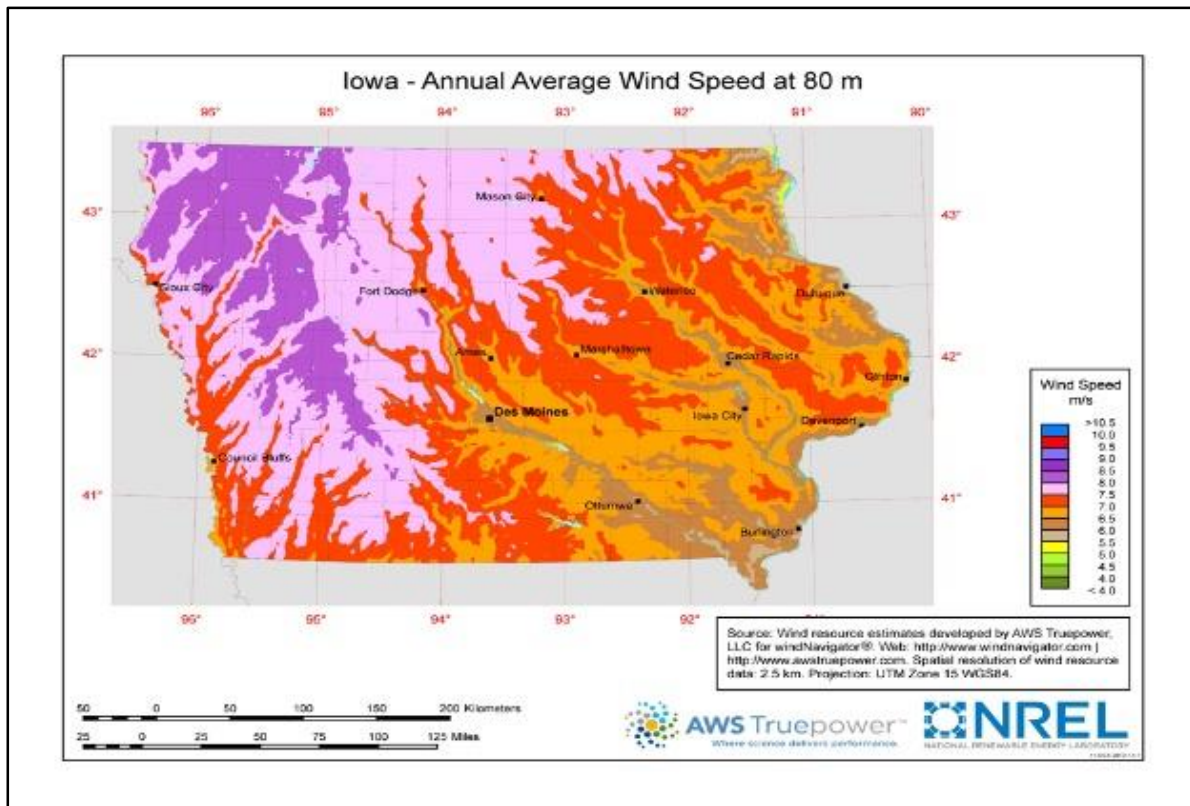 Iowa - Annual Average Wind Speed at 80 m
96° 95° 94° 93° 92° 91° 90°
Mason City
43° 43°
Sioux City
Fort Dodge
Waterloo
Dubuque
Ames
Marshalltown
42° 42°
Cedar Rapids
Clinton
Des Moines
Iowa City
Davenport
Council Bluffs
41° 41°
Ottumwa
Burlington
96° 95° 94° 93° 92°
Wind Speed
m/s
>10.5
10.0
9.5
9.0
8.5
8.0
7.5
7.0
6.5
6.0
5.5
5.0
4.5
4.0
< 4.0
Source: Wind resource estimates developed by AWS Truepower,
LLC for windNavigator®. Web: http://www.windnavigator.com |
http://www.awstruepower.com. Spatial resolution of wind resource
data: 2.5 km. Projection: UTM Zone 15 WGS84.
50 0 50 100 150 200 Kilometers
25 0 25 50 75 100 125 Miles
AWS Truepower™
Where science delivers performance.
NREL
NATIONAL RENEWABLE ENERGY LABORATORY